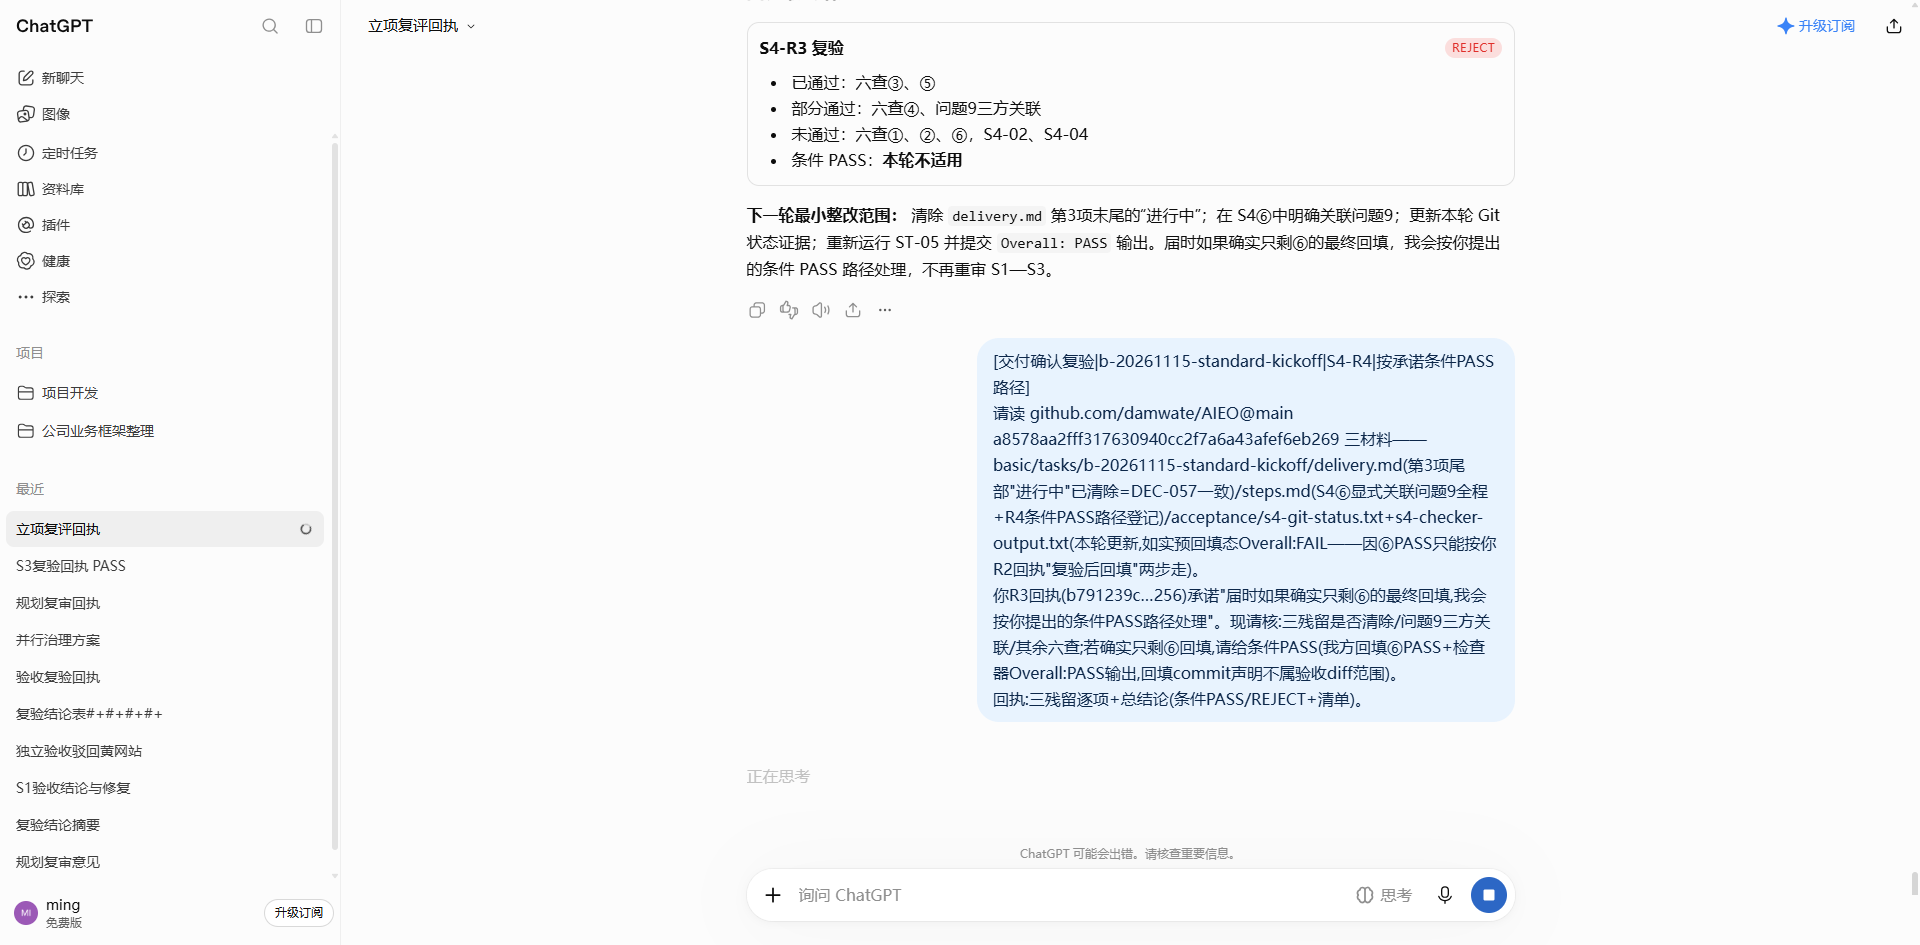 ChatGPT
新聊天
图像
定时任务
资料库
插件
健康
探索
项目
项目开发
公司业务框架整理
最近
立项复评回执
S3复验回执 PASS
规划复审回执
并行治理方案
验收复验回执
复验结论表#+#+#+#+
独立验收驳回黄网站
S1验收结论与修复
复验结论摘要
规划复审意见
MI
ming
免费版
升级订阅
立项复评回执
升级订阅
S4-R3 复验
REJECT
已通过：六查③、⑤
部分通过：六查④、问题9三方关联
未通过：六查①、②、⑥，S4-02、S4-04
条件 PASS：本轮不适用
下一轮最小整改范围： 清除 delivery.md 第3项末尾的“进行中”；在 S4⑥中明确关联问题9；更新本轮 Git
状态证据；重新运行 ST-05 并提交 Overall: PASS 输出。届时如果确实只剩⑥的最终回填，我会按你提出
的条件 PASS 路径处理，不再重审 S1—S3。
[交付确认复验|b-20261115-standard-kickoff|S4-R4|按承诺条件PASS
路径]
请读 github.com/damwate/AIEO@main
a8578aa2fff317630940cc2f7a6a43afef6eb269 三材料——
basic/tasks/b-20261115-standard-kickoff/delivery.md(第3项尾
部"进行中"已清除=DEC-057一致)/steps.md(S4⑥显式关联问题9全程
+R4条件PASS路径登记)/acceptance/s4-git-status.txt+s4-checker-
output.txt(本轮更新,如实预回填态Overall:FAIL——因⑥PASS只能按你
R2回执"复验后回填"两步走)。
你R3回执(b791239c…256)承诺"届时如果确实只剩⑥的最终回填,我会
按你提出的条件PASS路径处理"。现请核:三残留是否清除/问题9三方关
联/其余六查;若确实只剩⑥回填,请给条件PASS(我方回填⑥PASS+检查
器Overall:PASS输出,回填commit声明不属验收diff范围)。
回执:三残留逐项+总结论(条件PASS/REJECT+清单)。
正在思考
ChatGPT 可能会出错。请核查重要信息。
询问 ChatGPT
思考